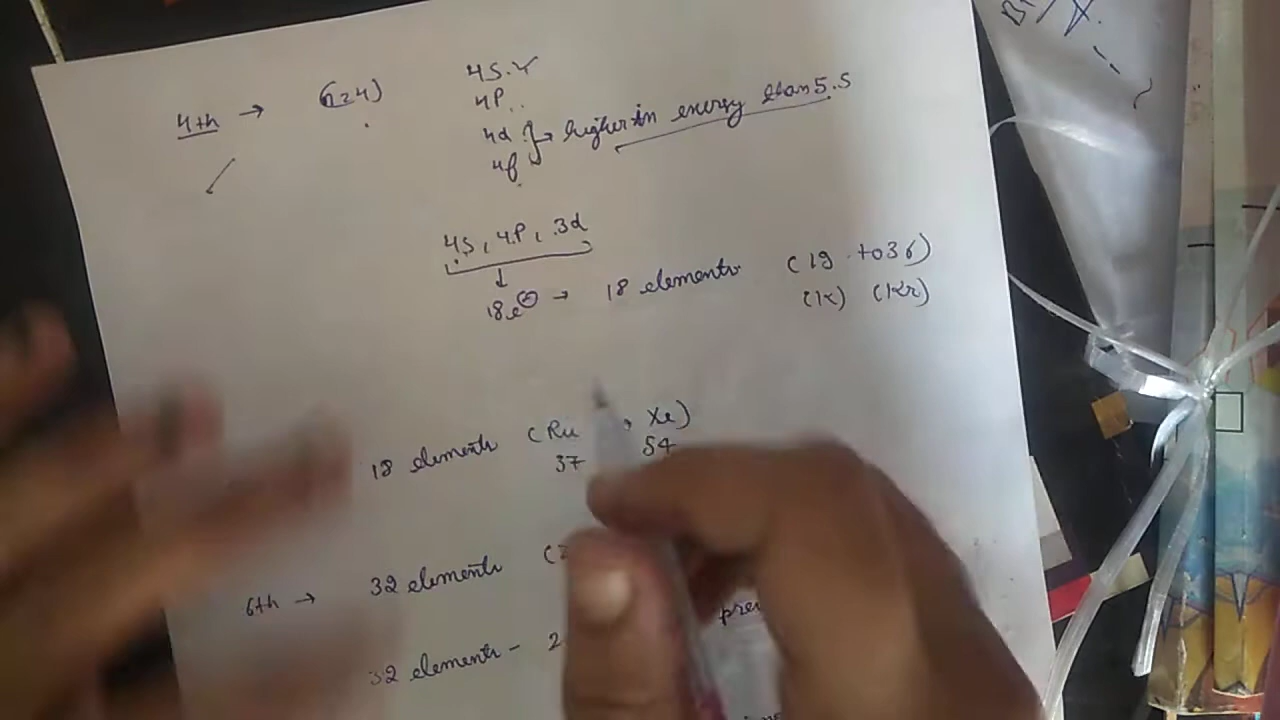 4th → (n=4) 4S.
4P..
4d
4f } → higher in energy than 5.S
4S, 4P, 3d
18e⊖ → 18 elements (19 to 36)
(K) (Kr)
18 elements (Ru , Xe)
37 54
6th → 32 elements (
32 elements - 2